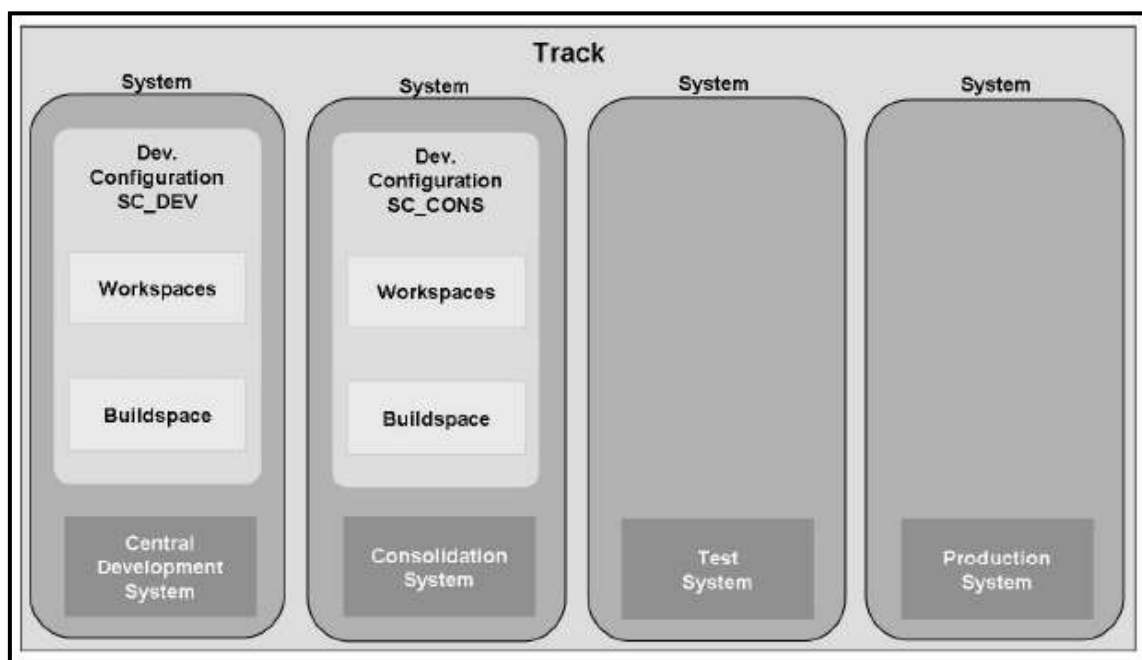 Track
System
Dev.
Configuration
SC_DEV
Workspaces
Buildspace
Central
Development
System
System
Dev.
Configuration
SC_CONS
Workspaces
Buildspace
Consolidation
System
System
Test
System
System
Production
System